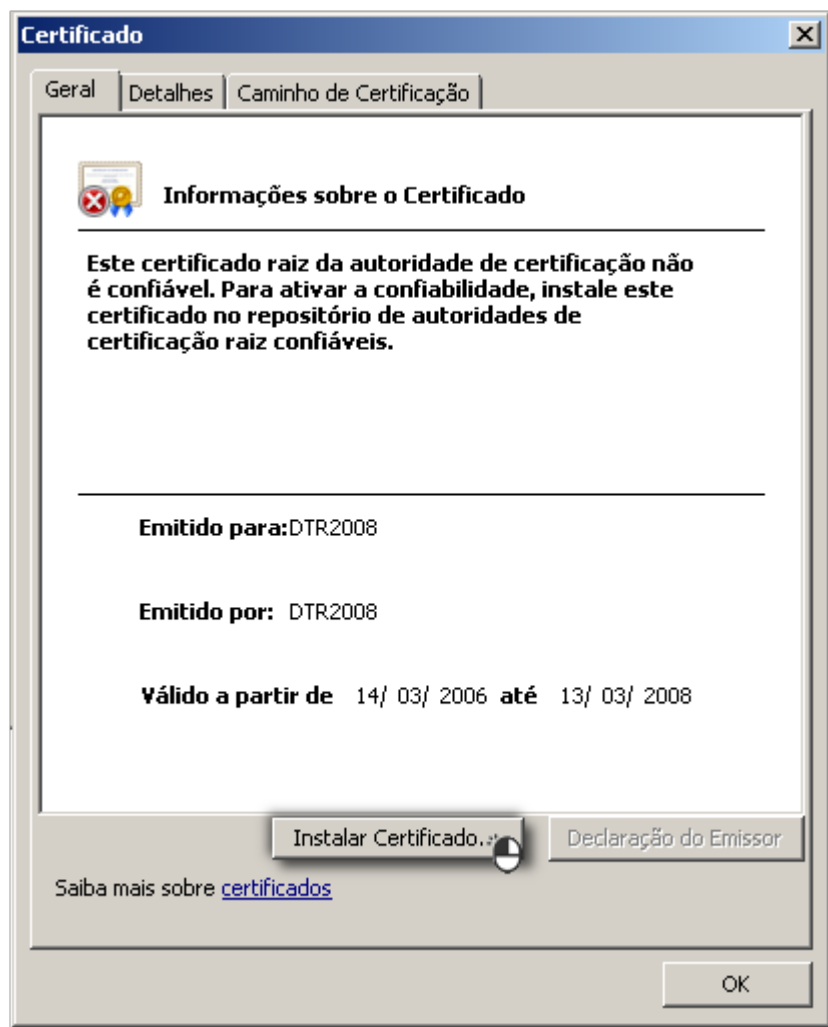 Certificado
Geral Detalhes Caminho de Certificação
Informações sobre o Certificado
Este certificado raiz da autoridade de certificação não
é confiável. Para ativar a confiabilidade, instale este
certificado no repositório de autoridades de
certificação raiz confiáveis.
Emitido para:DTR2008
Emitido por: DTR2008
Válido a partir de 14/ 03/ 2006 até 13/ 03/ 2008
Instalar Certificado... Declaração do Emissor
Saiba mais sobre certificados
OK